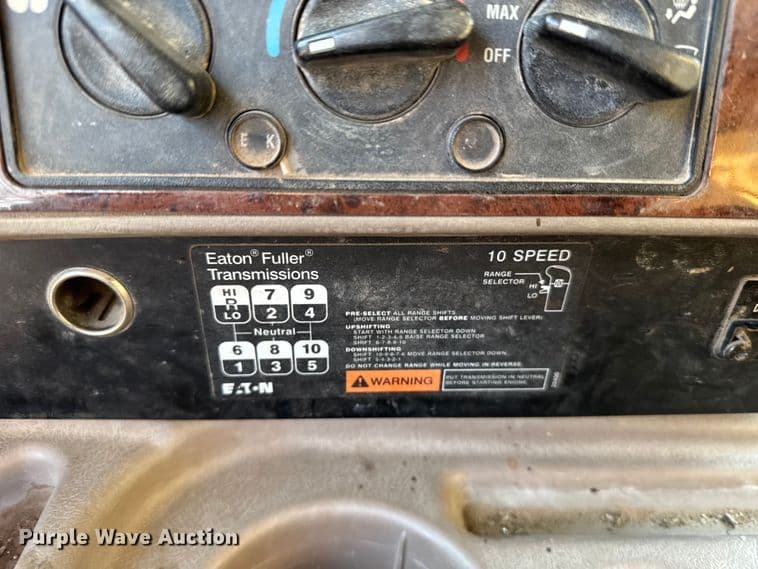 MAX
OFF
E K
Eaton® Fuller®
Transmissions
10 SPEED
RANGE
SELECTOR
HI
LO
HI 7 9
R
LO 2 4
Neutral
6 8 10
1 3 5
EATON
PRE-SELECT ALL RANGE SHIFTS
(MOVE RANGE SELECTOR BEFORE MOVING SHIFT LEVER)
UPSHIFTING
START WITH RANGE SELECTOR DOWN
SHIFT 1-2-3-4-5 RAISE RANGE SELECTOR
SHIFT 6-7-8-9-10
DOWNSHIFTING
SHIFT 10-9-8-7-6 MOVE RANGE SELECTOR DOWN
SHIFT 5-4-3-2-1
DO NOT CHANGE RANGE WHILE MOVING IN REVERSE
WARNING
PUT TRANSMISSION IN NEUTRAL
BEFORE STARTING ENGINE
Purple Wave Auction